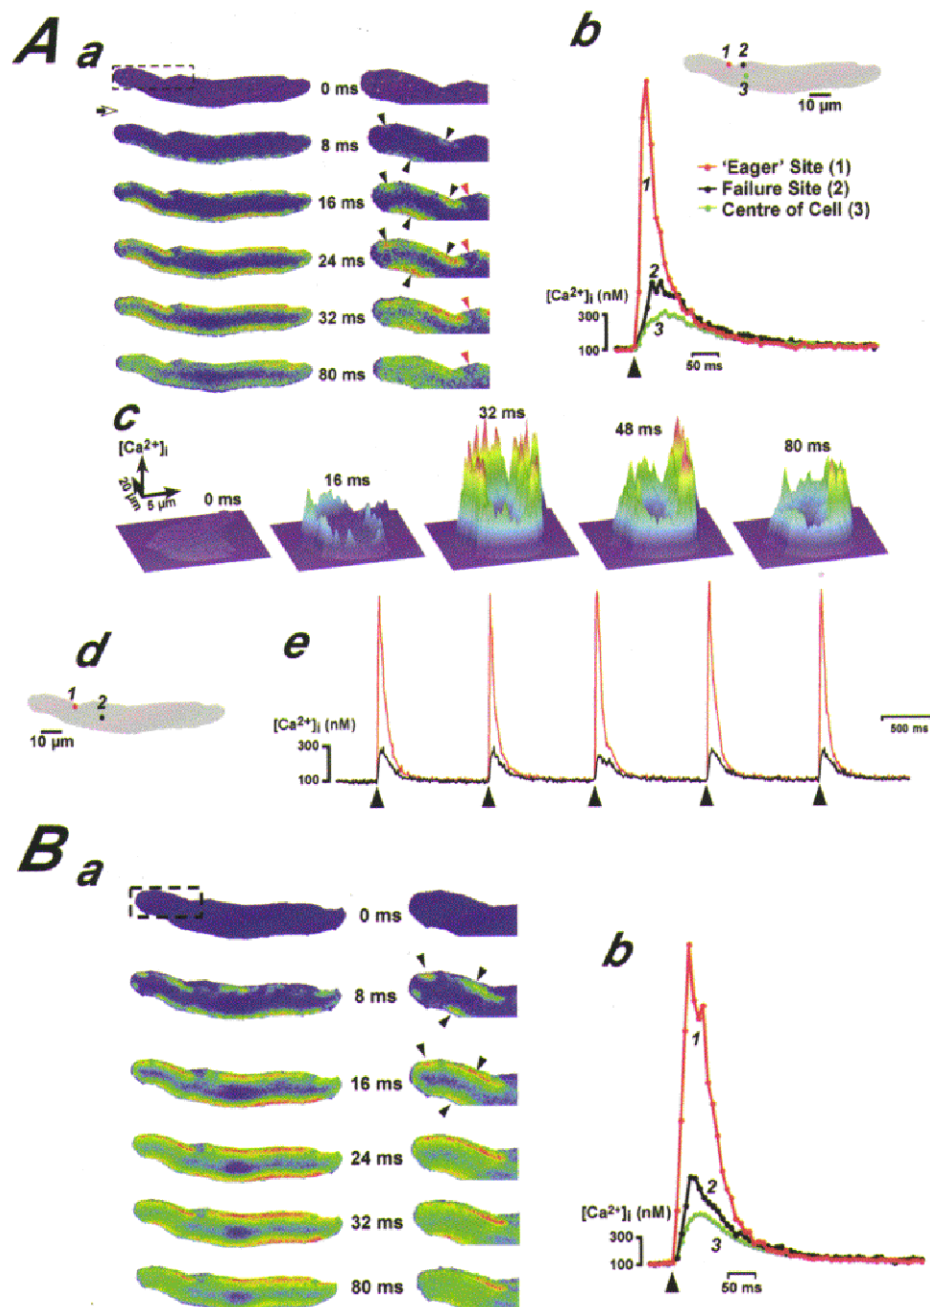 A
a
0 ms
8 ms
16 ms
24 ms
32 ms
80 ms
b
1 2
3
10 µm
'Eager' Site (1)
Failure Site (2)
Centre of Cell (3)
1
2
3
[Ca²⁺]i (nM)
300
100
50 ms
c
[Ca²⁺]i
20 µm
5 µm
0 ms
16 ms
32 ms
48 ms
80 ms
d
1 2
10 µm
e
[Ca²⁺]i (nM)
300
100
500 ms
B
a
0 ms
8 ms
16 ms
24 ms
32 ms
80 ms
b
1
2
3
[Ca²⁺]i (nM)
300
100
50 ms